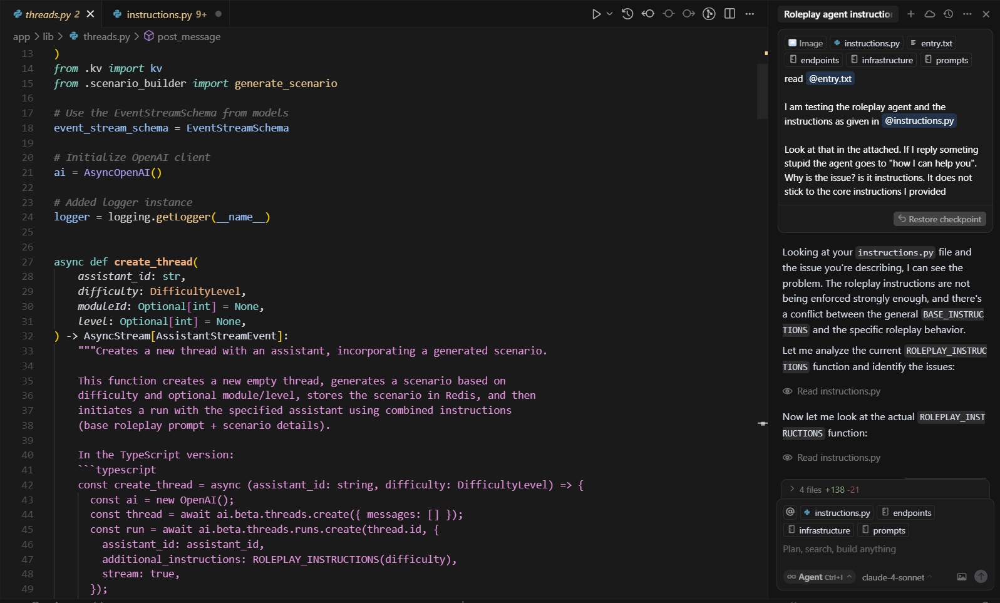 threads.py 2
instructions.py 9+
app > lib > threads.py > post_message
13 )
14 from .kv import kv
15 from .scenario_builder import generate_scenario
16
17 # Use the EventStreamSchema from models
18 event_stream_schema = EventStreamSchema
19
20 # Initialize OpenAI client
21 ai = AsyncOpenAI()
22
23 # Added logger instance
24 logger = logging.getLogger(__name__)
25
26
27 async def create_thread(
28     assistant_id: str,
29     difficulty: DifficultyLevel,
30     moduleId: Optional[int] = None,
31     level: Optional[int] = None,
32 ) -> AsyncStream[AssistantStreamEvent]:
33     """Creates a new thread with an assistant, incorporating a generated scenario.
34
35     This function creates a new empty thread, generates a scenario based on
36     difficulty and optional module/level, stores the scenario in Redis, and then
37     initiates a run with the specified assistant using combined instructions
38     (base roleplay prompt + scenario details).
39
40     In the TypeScript version:
41     ```typescript
42     const create_thread = async (assistant_id: string, difficulty: DifficultyLevel) => {
43       const ai = new OpenAI();
44       const thread = await ai.beta.threads.create({ messages: [] });
45       const run = await ai.beta.threads.runs.create(thread.id, {
46         assistant_id: assistant_id,
47         additional_instructions: ROLEPLAY_INSTRUCTIONS(difficulty),
48         stream: true,
49       });
Roleplay agent instruction
Image instructions.py entry.txt
endpoints infrastructure prompts
read @entry.txt
I am testing the roleplay agent and the
instructions as given in @instructions.py
Look at that in the attached. If I reply someting
stupid the agent goes to "how I can help you".
Why is the issue? is it instructions. It does not
stick to the core instructions I provided
Restore checkpoint
Looking at your instructions.py file and
the issue you're describing, I can see the
problem. The roleplay instructions are not
being enforced strongly enough, and there's
a conflict between the general BASE_INSTRUC
TIONS and the specific roleplay behavior.
Let me analyze the current ROLEPLAY_INSTRUC
TIONS function and identify the issues:
Read instructions.py
Now let me look at the actual ROLEPLAY_INST
RUCTIONS function:
Read instructions.py
> 4 files +138 -21
@ instructions.py endpoints
infrastructure prompts
Plan, search, build anything
∞ Agent Ctrl+I ^ claude-4-sonnet ^